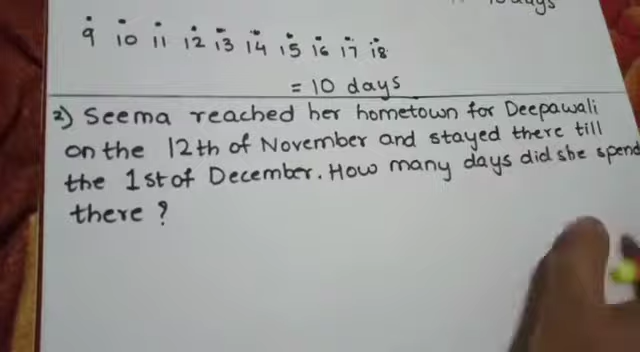 days
9 10 11 12 13 14 15 16 17 18
= 10 days
2) Seema reached her hometown for Deepawali
on the 12th of November and stayed there till
the 1st of December. How many days did she spend
there ?